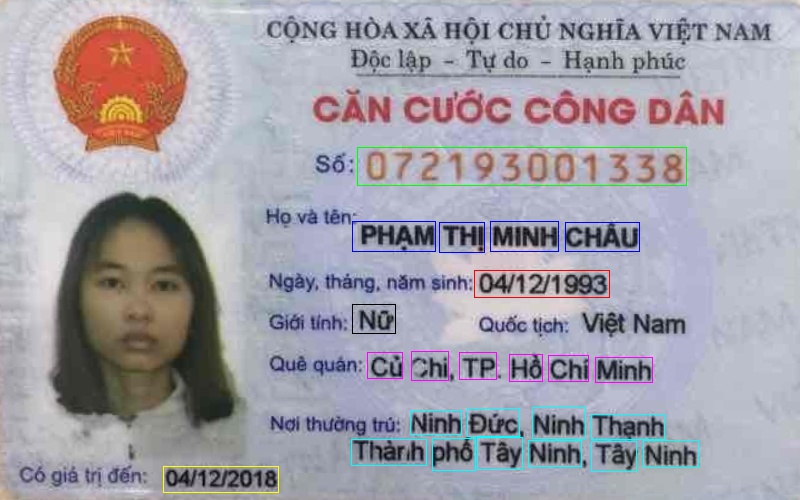 CỘNG HÒA XÃ HỘI CHỦ NGHĨA VIỆT NAM
Độc lập - Tự do - Hạnh phúc
CĂN CƯỚC CÔNG DÂN
Số: 072193001338
Họ và tên: PHẠM THỊ MINH CHÂU
Ngày, tháng, năm sinh: 04/12/1993
Giới tính: Nữ Quốc tịch: Việt Nam
Quê quán: Củ Chi, TP. Hồ Chí Minh
Nơi thường trú: Ninh Đức, Ninh Thạnh
Thành phố Tây Ninh, Tây Ninh
Có giá trị đến: 04/12/2018